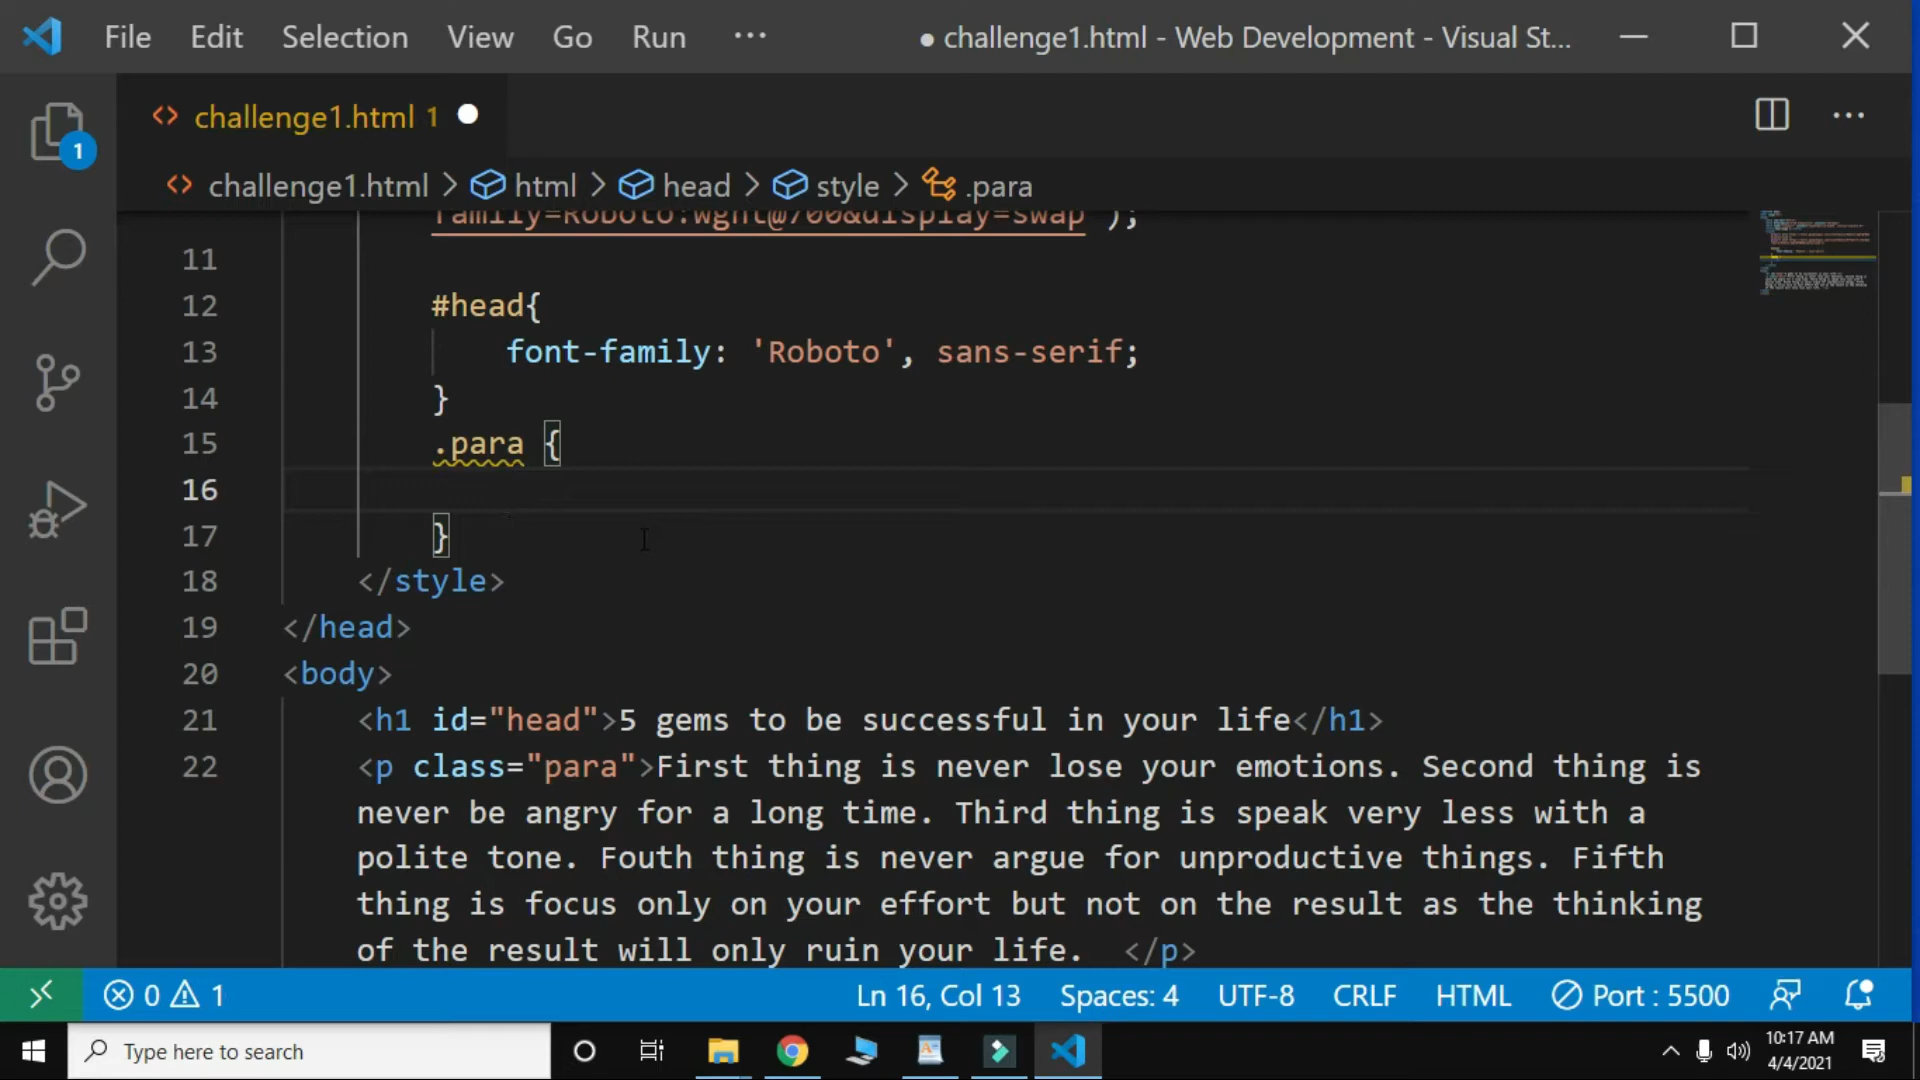 File Edit Selection View Go Run ··· ● challenge1.html - Web Development - Visual St...
<> challenge1.html 1
<> challenge1.html > html > head > style > .para
family=Roboto:wght@700&display=swap');
11
12 #head{
13 font-family: 'Roboto', sans-serif;
14 }
15 .para {
16
17 }
18 </style>
19 </head>
20 <body>
21 <h1 id="head">5 gems to be successful in your life</h1>
22 <p class="para">First thing is never lose your emotions. Second thing is
never be angry for a long time. Third thing is speak very less with a
polite tone. Fouth thing is never argue for unproductive things. Fifth
thing is focus only on your effort but not on the result as the thinking
of the result will only ruin your life.  </p>
1
0 1 Ln 16, Col 13 Spaces: 4 UTF-8 CRLF HTML Port : 5500
Type here to search
10:17 AM
4/4/2021